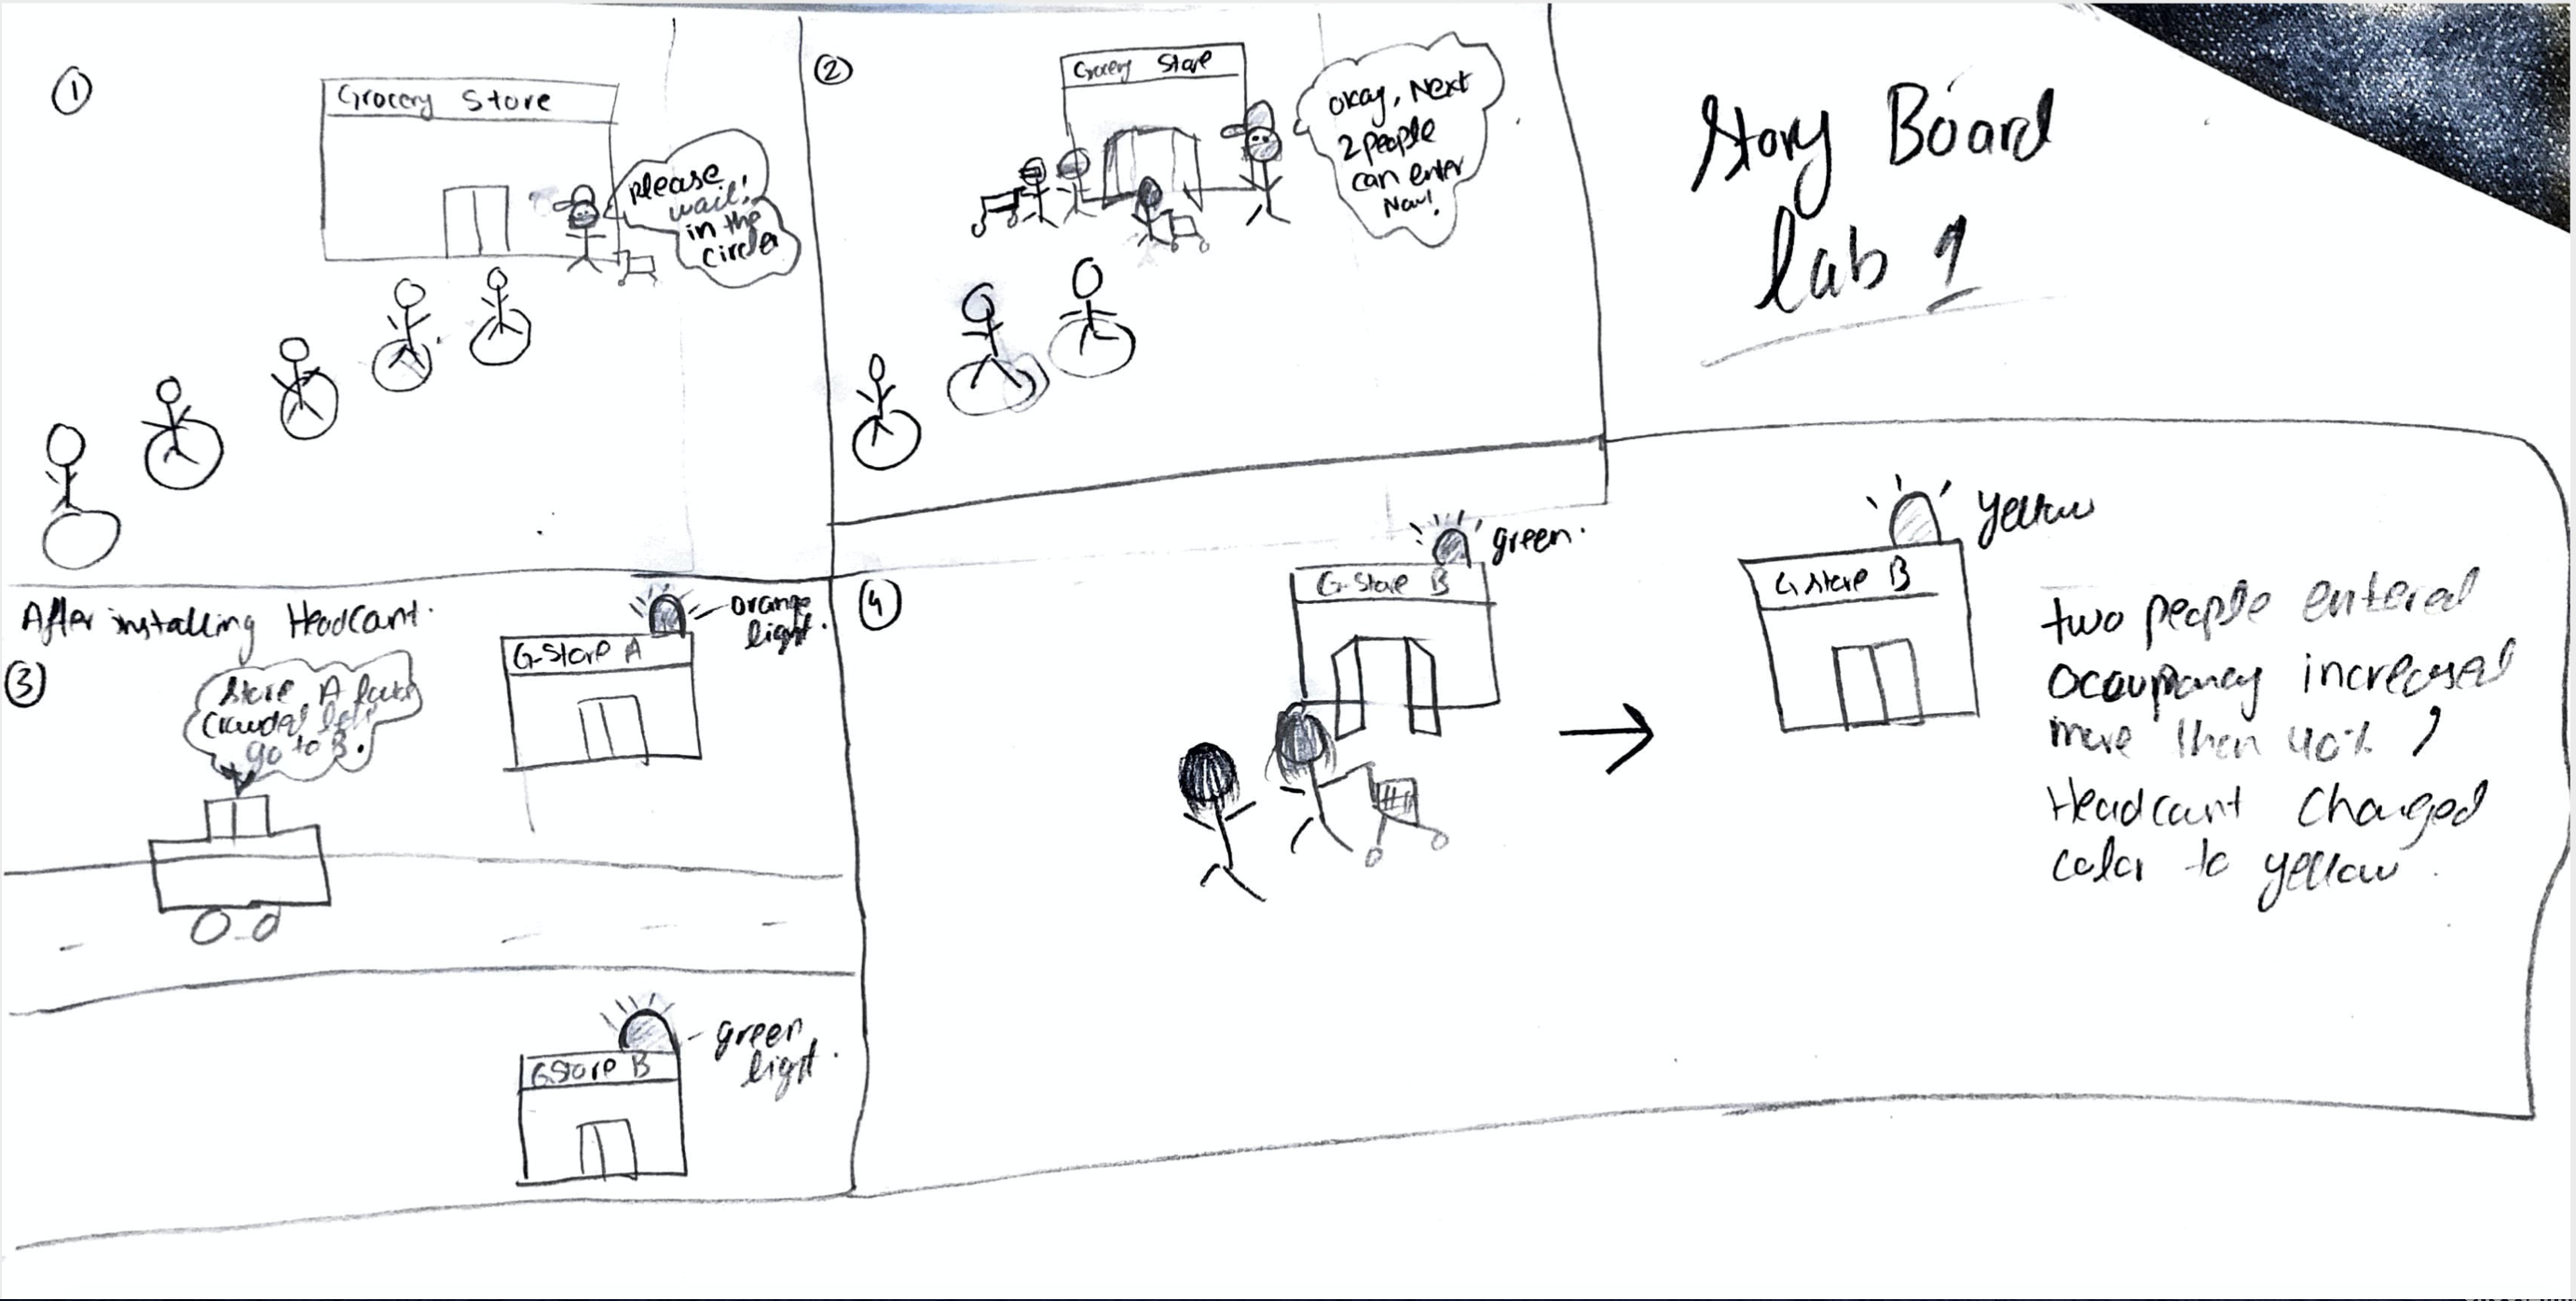 Story Board
lab 1
①
Grocery Store
please
wait!
in the
Circle
②
Grocery Store
okay, Next
2 people
can enter
Now!
After installing Headcount.
③
Store A looks
Crowded lets
go to B.
G-Store A
orange
light.
G.Store B
green
light.
④
G-Store B
green.
G store B
yellow
two people entered
occupancy increased
more then 40%,
Headcount changed
color to yellow.